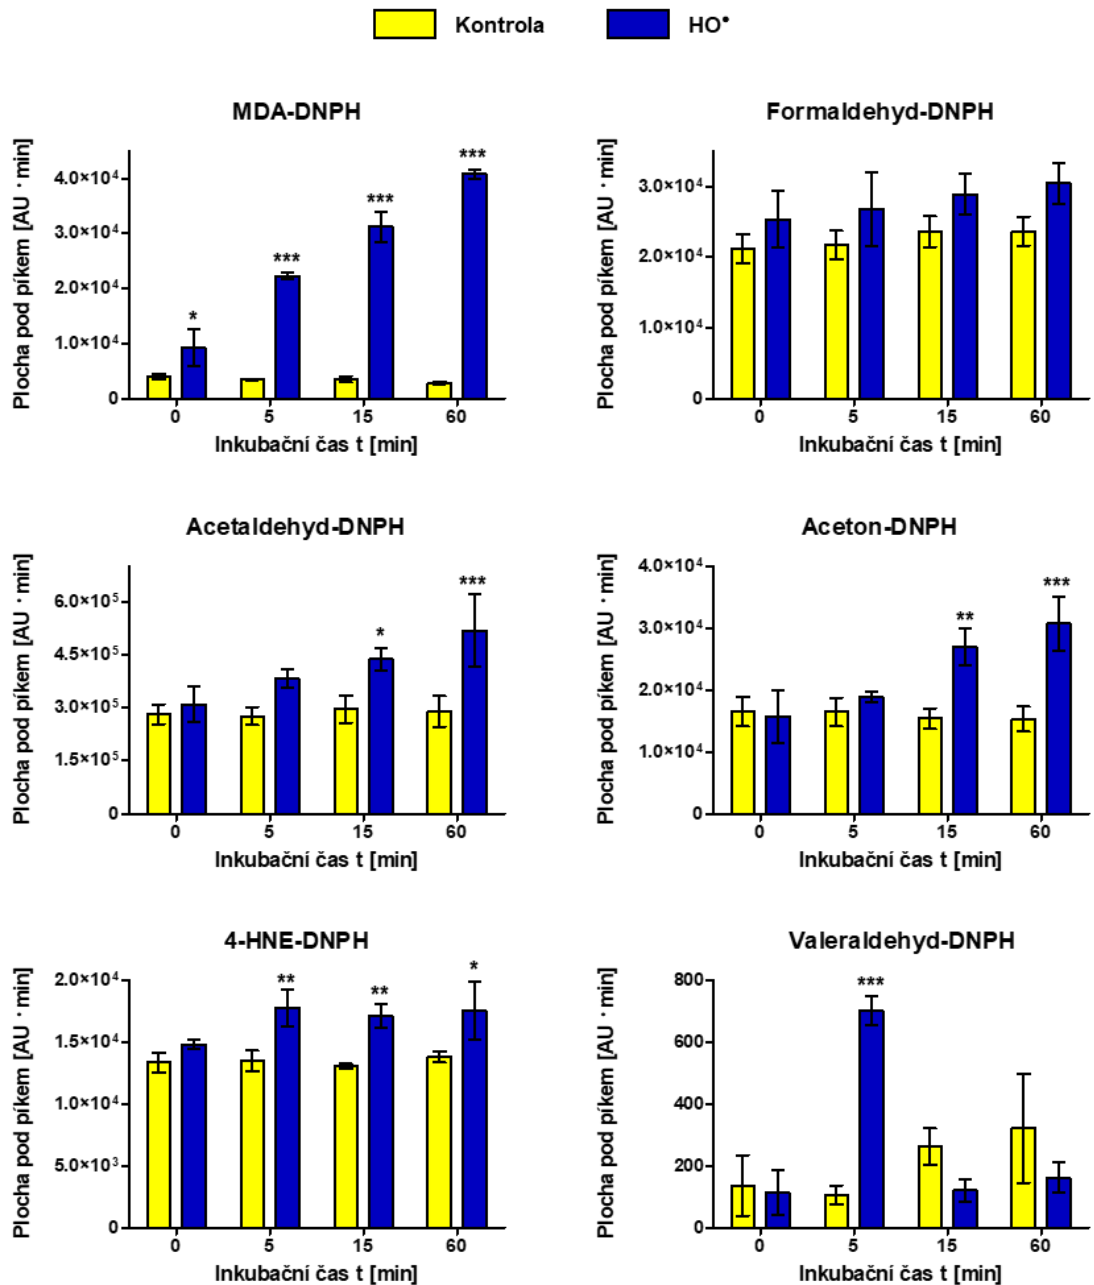 Kontrola HO•
MDA-DNPH
Plocha pod píkem [AU · min]
4.0×10⁴
3.0×10⁴
2.0×10⁴
1.0×10⁴
0
* *** *** ***
0 5 15 60
Inkubační čas t [min]
Formaldehyd-DNPH
Plocha pod píkem [AU · min]
3.0×10⁴
2.0×10⁴
1.0×10⁴
0
0 5 15 60
Inkubační čas t [min]
Acetaldehyd-DNPH
Plocha pod píkem [AU · min]
6.0×10⁵
4.5×10⁵
3.0×10⁵
1.5×10⁵
0
* ***
0 5 15 60
Inkubační čas t [min]
Aceton-DNPH
Plocha pod píkem [AU · min]
4.0×10⁴
3.0×10⁴
2.0×10⁴
1.0×10⁴
0
** ***
0 5 15 60
Inkubační čas t [min]
4-HNE-DNPH
Plocha pod píkem [AU · min]
2.0×10⁴
1.5×10⁴
1.0×10⁴
5.0×10³
0
** ** *
0 5 15 60
Inkubační čas t [min]
Valeraldehyd-DNPH
Plocha pod píkem [AU · min]
800
600
400
200
0
***
0 5 15 60
Inkubační čas t [min]